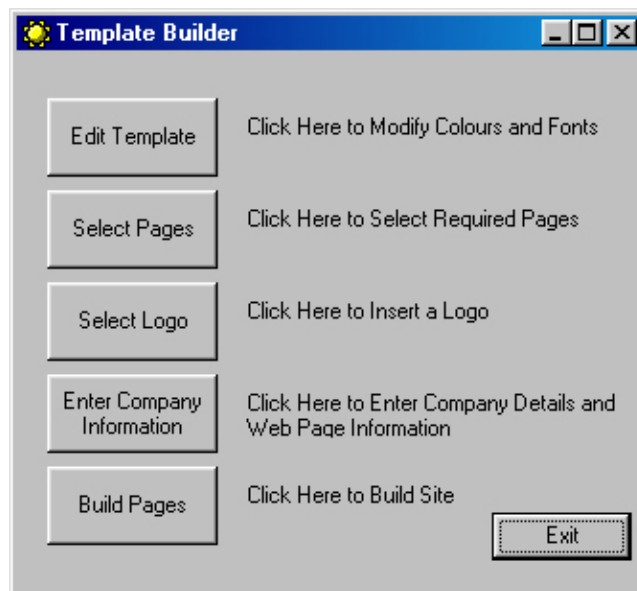 Template Builder
Edit Template
Click Here to Modify Colours and Fonts
Select Pages
Click Here to Select Required Pages
Select Logo
Click Here to Insert a Logo
Enter Company
Information
Click Here to Enter Company Details and
Web Page Information
Build Pages
Click Here to Build Site
Exit